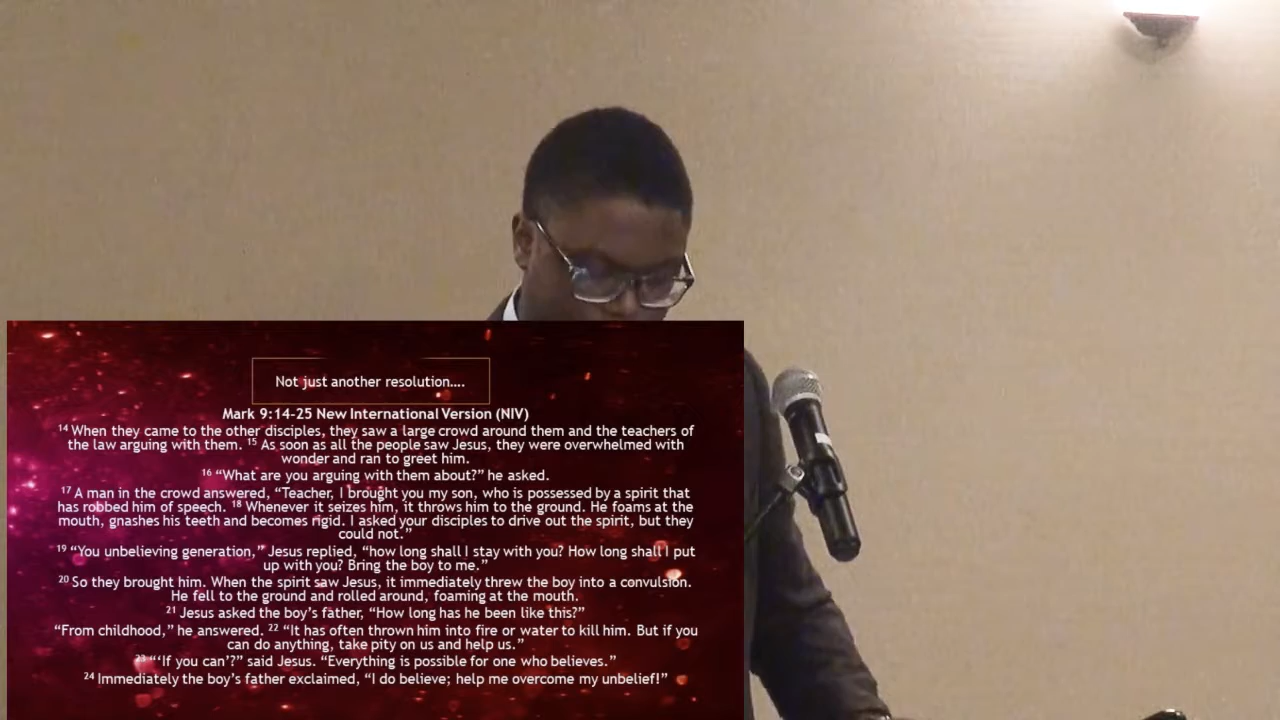 Not just another resolution....
Mark 9:14-25 New International Version (NIV)
14 When they came to the other disciples, they saw a large crowd around them and the teachers of
the law arguing with them. 15 As soon as all the people saw Jesus, they were overwhelmed with
wonder and ran to greet him.
16 “What are you arguing with them about?” he asked.
17 A man in the crowd answered, “Teacher, I brought you my son, who is possessed by a spirit that
has robbed him of speech. 18 Whenever it seizes him, it throws him to the ground. He foams at the
mouth, gnashes his teeth and becomes rigid. I asked your disciples to drive out the spirit, but they
could not.”
19 “You unbelieving generation,” Jesus replied, “how long shall I stay with you? How long shall I put
up with you? Bring the boy to me.”
20 So they brought him. When the spirit saw Jesus, it immediately threw the boy into a convulsion.
He fell to the ground and rolled around, foaming at the mouth.
21 Jesus asked the boy’s father, “How long has he been like this?”
“From childhood,” he answered. 22 “It has often thrown him into fire or water to kill him. But if you
can do anything, take pity on us and help us.”
23 “‘If you can’?” said Jesus. “Everything is possible for one who believes.”
24 Immediately the boy’s father exclaimed, “I do believe; help me overcome my unbelief!”